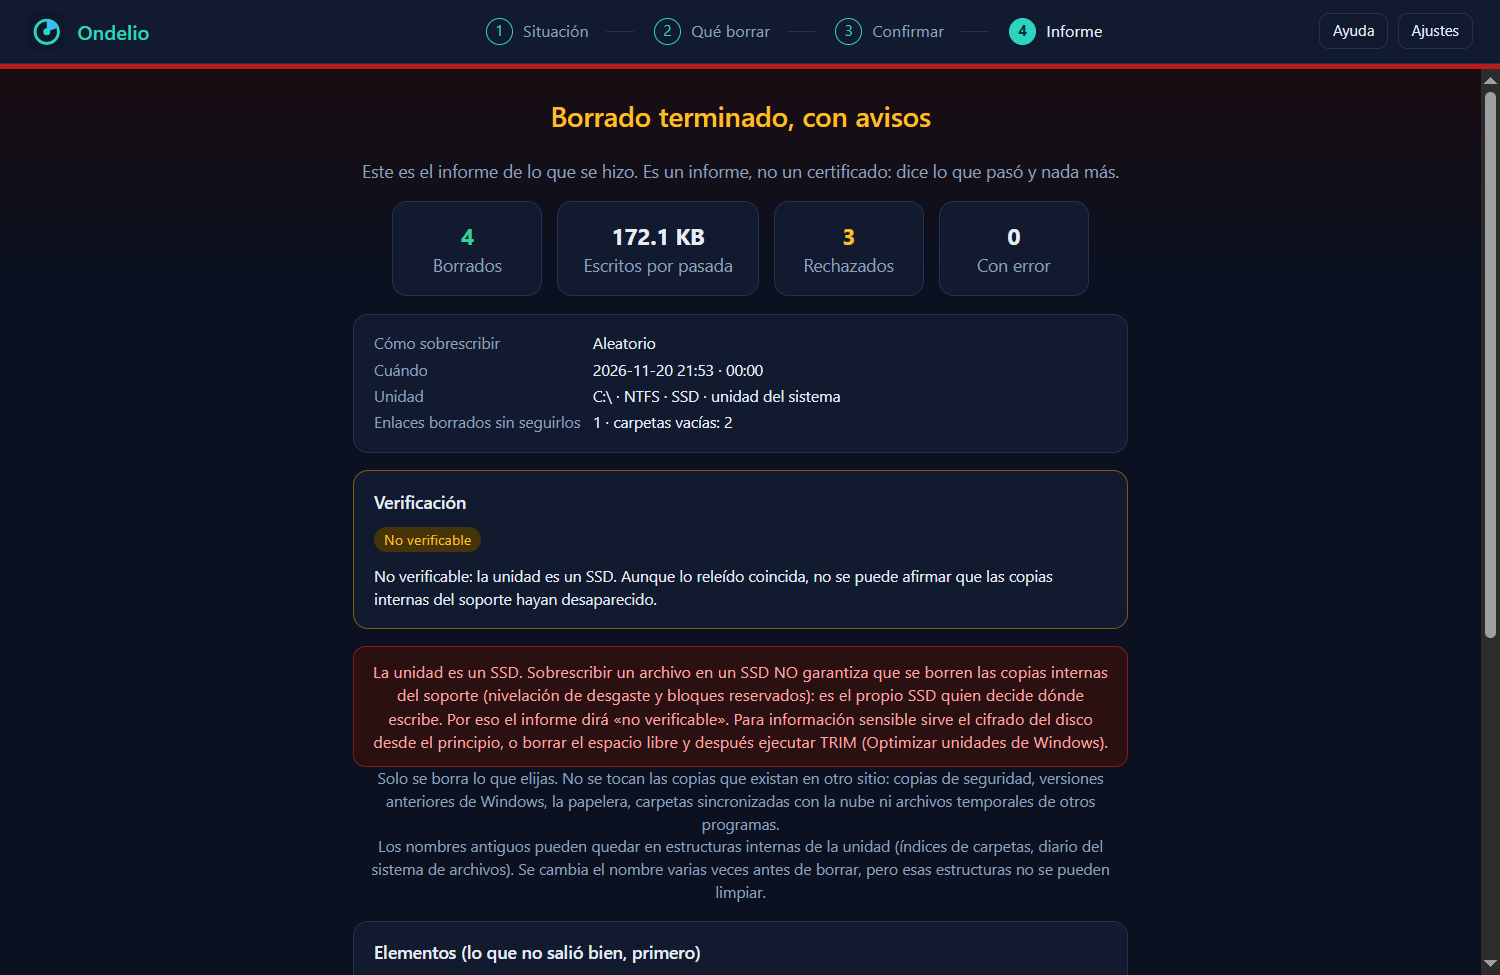 Ondelio
1 Situación
2 Qué borrar
3 Confirmar
4 Informe
Ayuda
Ajustes
Borrado terminado, con avisos
Este es el informe de lo que se hizo. Es un informe, no un certificado: dice lo que pasó y nada más.
4
Borrados
172.1 KB
Escritos por pasada
3
Rechazados
0
Con error
Cómo sobrescribir Aleatorio
Cuándo 2026-11-20 21:53 · 00:00
Unidad C:\ · NTFS · SSD · unidad del sistema
Enlaces borrados sin seguirlos 1 · carpetas vacías: 2
Verificación
No verificable
No verificable: la unidad es un SSD. Aunque lo releído coincida, no se puede afirmar que las copias
internas del soporte hayan desaparecido.
La unidad es un SSD. Sobrescribir un archivo en un SSD NO garantiza que se borren las copias internas
del soporte (nivelación de desgaste y bloques reservados): es el propio SSD quien decide dónde
escribe. Por eso el informe dirá «no verificable». Para información sensible sirve el cifrado del disco
desde el principio, o borrar el espacio libre y después ejecutar TRIM (Optimizar unidades de Windows).
Solo se borra lo que elijas. No se tocan las copias que existan en otro sitio: copias de seguridad, versiones
anteriores de Windows, la papelera, carpetas sincronizadas con la nube ni archivos temporales de otros
programas.
Los nombres antiguos pueden quedar en estructuras internas de la unidad (índices de carpetas, diario del
sistema de archivos). Se cambia el nombre varias veces antes de borrar, pero esas estructuras no se pueden
limpiar.
Elementos (lo que no salió bien, primero)